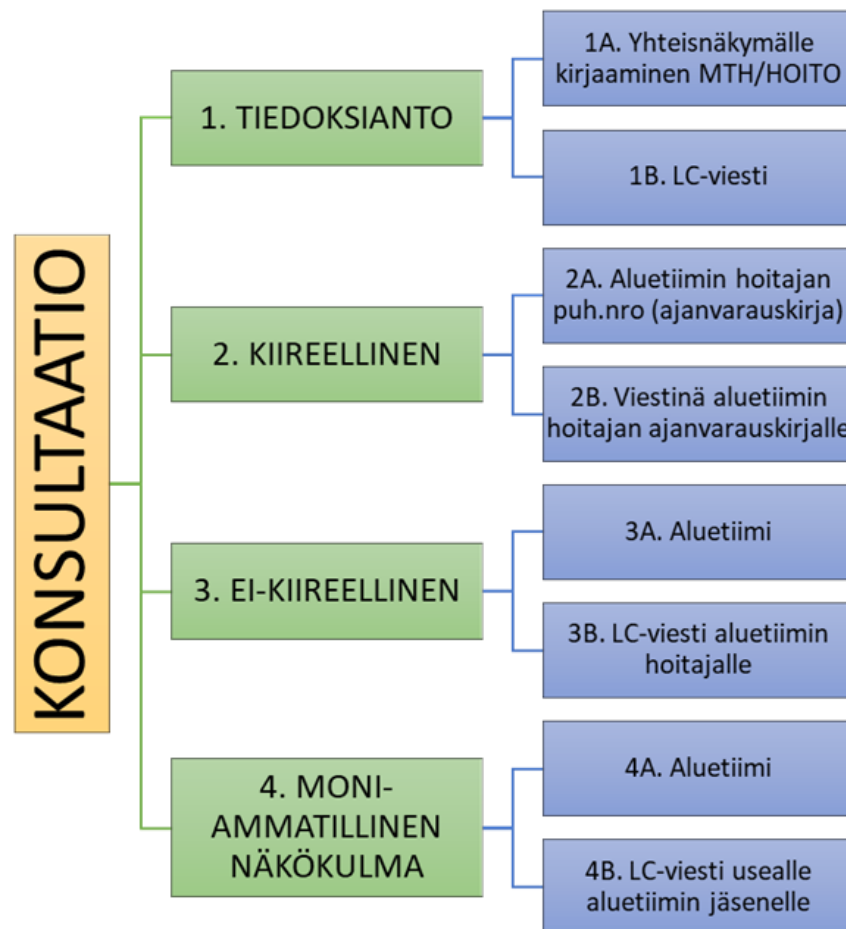 KONSULTAATIO
1. TIEDOKSIANTO
1A. Yhteisnäkymälle
kirjaaminen MTH/HOITO
1B. LC-viesti
2. KIIREELLINEN
2A. Aluetiimin hoitajan
puh.nro (ajanvarauskirja)
2B. Viestinä aluetiimin
hoitajan ajanvarauskirjalle
3. EI-KIIREELLINEN
3A. Aluetiimi
3B. LC-viesti aluetiimin
hoitajalle
4. MONI-
AMMATILLINEN
NÄKÖKULMA
4A. Aluetiimi
4B. LC-viesti usealle
aluetiimin jäsenelle